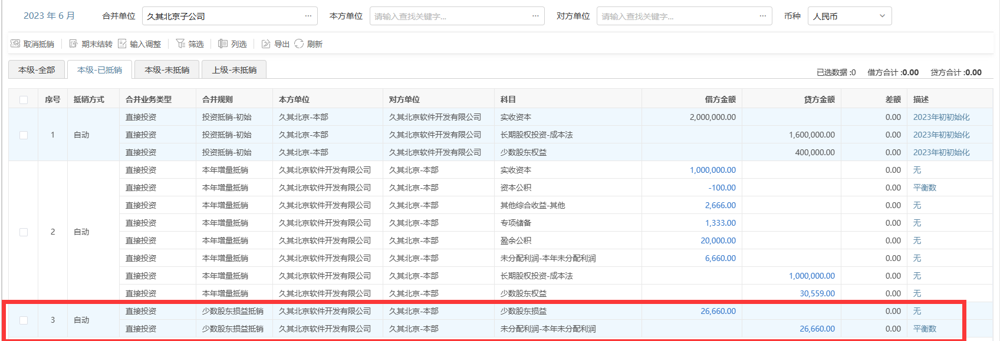 2023 年 6 月 合并单位 久其北京子公司 ··· 本方单位 请输入查找关键字... ··· 对方单位 请输入查找关键字... ··· 币种 人民币
取消抵销 期末结转 输入调整 筛选 列选 导出 刷新
本级-全部 本级-已抵销 本级-未抵销 上级-未抵销 已选数据 :0 借方合计 :0.00 贷方合计 :0.00
序号 抵销方式 合并业务类型 合并规则 本方单位 对方单位 科目 借方金额 贷方金额 差额 描述
直接投资 投资抵销-初始 久其北京-本部 久其北京软件开发有限公司 实收资本 2,000,000.00 0.00 2023年初初始化
1 自动 直接投资 投资抵销-初始 久其北京-本部 久其北京软件开发有限公司 长期股权投资-成本法 1,600,000.00 0.00 2023年初初始化
直接投资 投资抵销-初始 久其北京-本部 久其北京软件开发有限公司 少数股东权益 400,000.00 0.00 2023年初初始化
直接投资 本年增量抵销 久其北京软件开发有限公司 久其北京-本部 实收资本 1,000,000.00 0.00 无
直接投资 本年增量抵销 久其北京软件开发有限公司 久其北京-本部 资本公积 -100.00 0.00 平衡数
直接投资 本年增量抵销 久其北京软件开发有限公司 久其北京-本部 其他综合收益-其他 2,666.00 0.00 无
直接投资 本年增量抵销 久其北京软件开发有限公司 久其北京-本部 专项储备 1,333.00 0.00 无
2 自动 直接投资 本年增量抵销 久其北京软件开发有限公司 久其北京-本部 盈余公积 20,000.00 0.00 无
直接投资 本年增量抵销 久其北京软件开发有限公司 久其北京-本部 未分配利润-本年未分配利润 6,660.00 0.00 无
直接投资 本年增量抵销 久其北京软件开发有限公司 久其北京-本部 长期股权投资-成本法 1,000,000.00 0.00 无
直接投资 本年增量抵销 久其北京软件开发有限公司 久其北京-本部 少数股东权益 30,559.00 0.00 无
直接投资 少数股东损益抵销 久其北京软件开发有限公司 久其北京-本部 少数股东损益 26,660.00 0.00 无
3 自动 直接投资 少数股东损益抵销 久其北京软件开发有限公司 久其北京-本部 未分配利润-本年未分配利润 26,660.00 0.00 平衡数